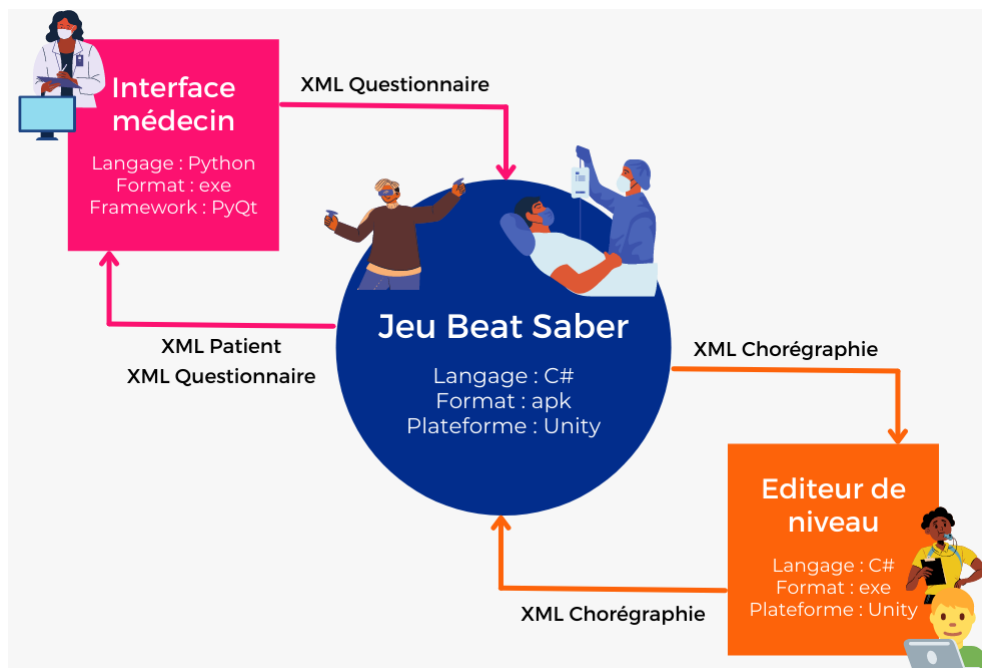 Interface
médecin
Langage : Python
Format : exe
Framework : PyQt
XML Questionnaire
XML Patient
XML Questionnaire
Jeu Beat Saber
Langage : C#
Format : apk
Plateforme : Unity
XML Chorégraphie
Editeur de
niveau
Langage : C#
Format : exe
Plateforme : Unity
XML Chorégraphie